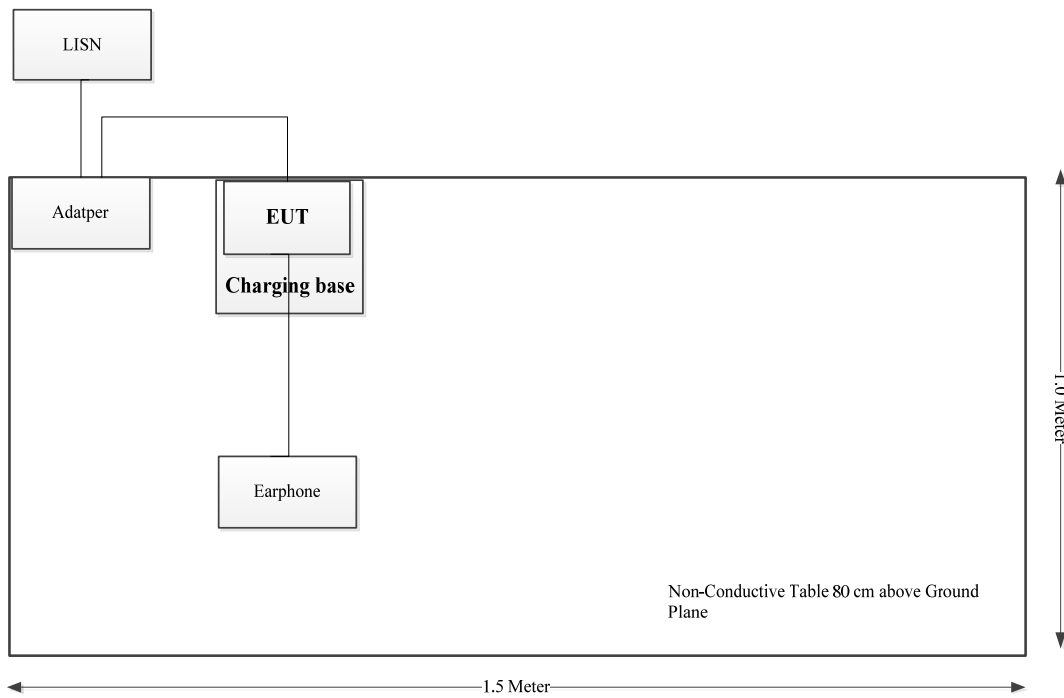 LISN
Adatper
EUT
Charging base
Earphone
Non-Conductive Table 80 cm above Ground
Plane
1.0 Meter
1.5 Meter